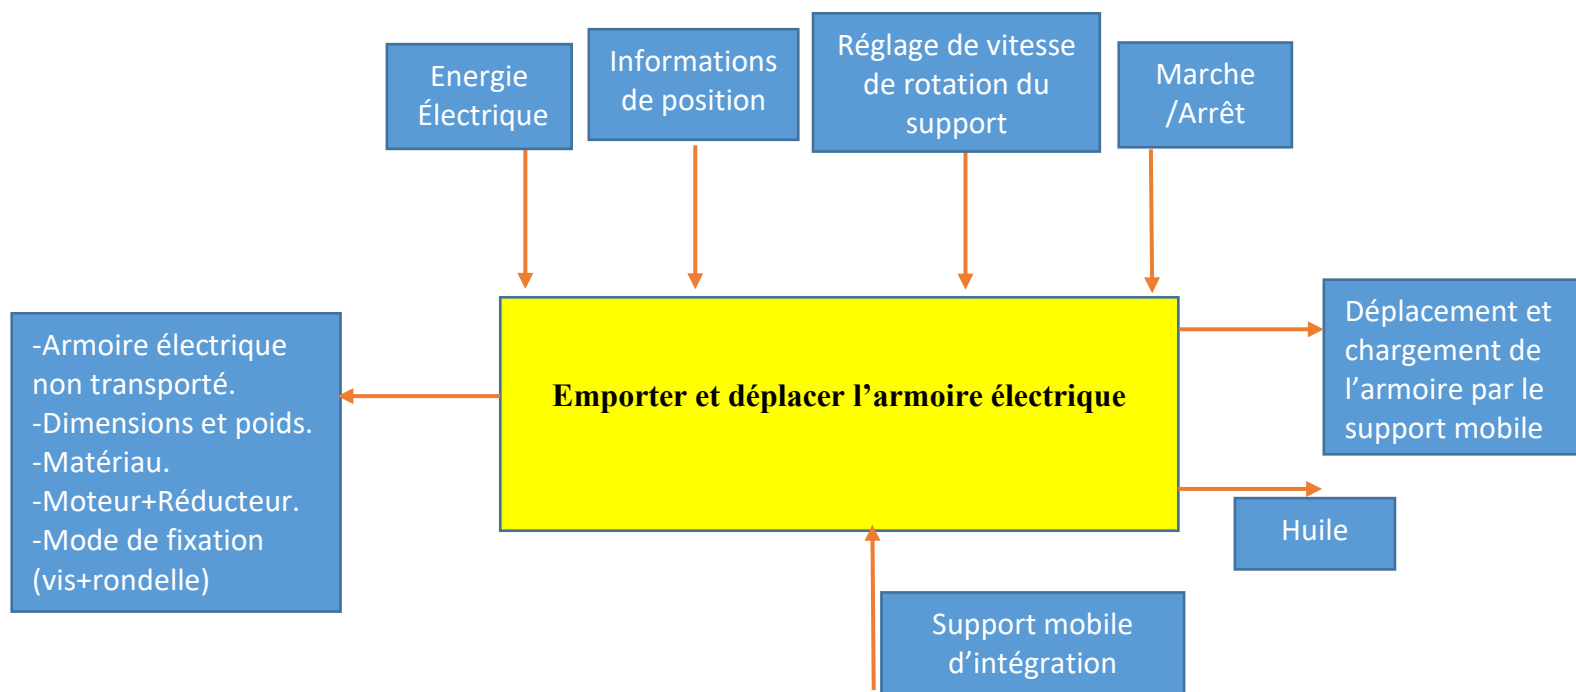 Energie
Électrique
Informations
de position
Réglage de vitesse
de rotation du
support
Marche
/Arrêt
-Armoire électrique
non transporté.
-Dimensions et poids.
-Matériau.
-Moteur+Réducteur.
-Mode de fixation
(vis+rondelle)
Emporter et déplacer l’armoire électrique
Déplacement et
chargement de
l’armoire par le
support mobile
Huile
Support mobile
d’intégration